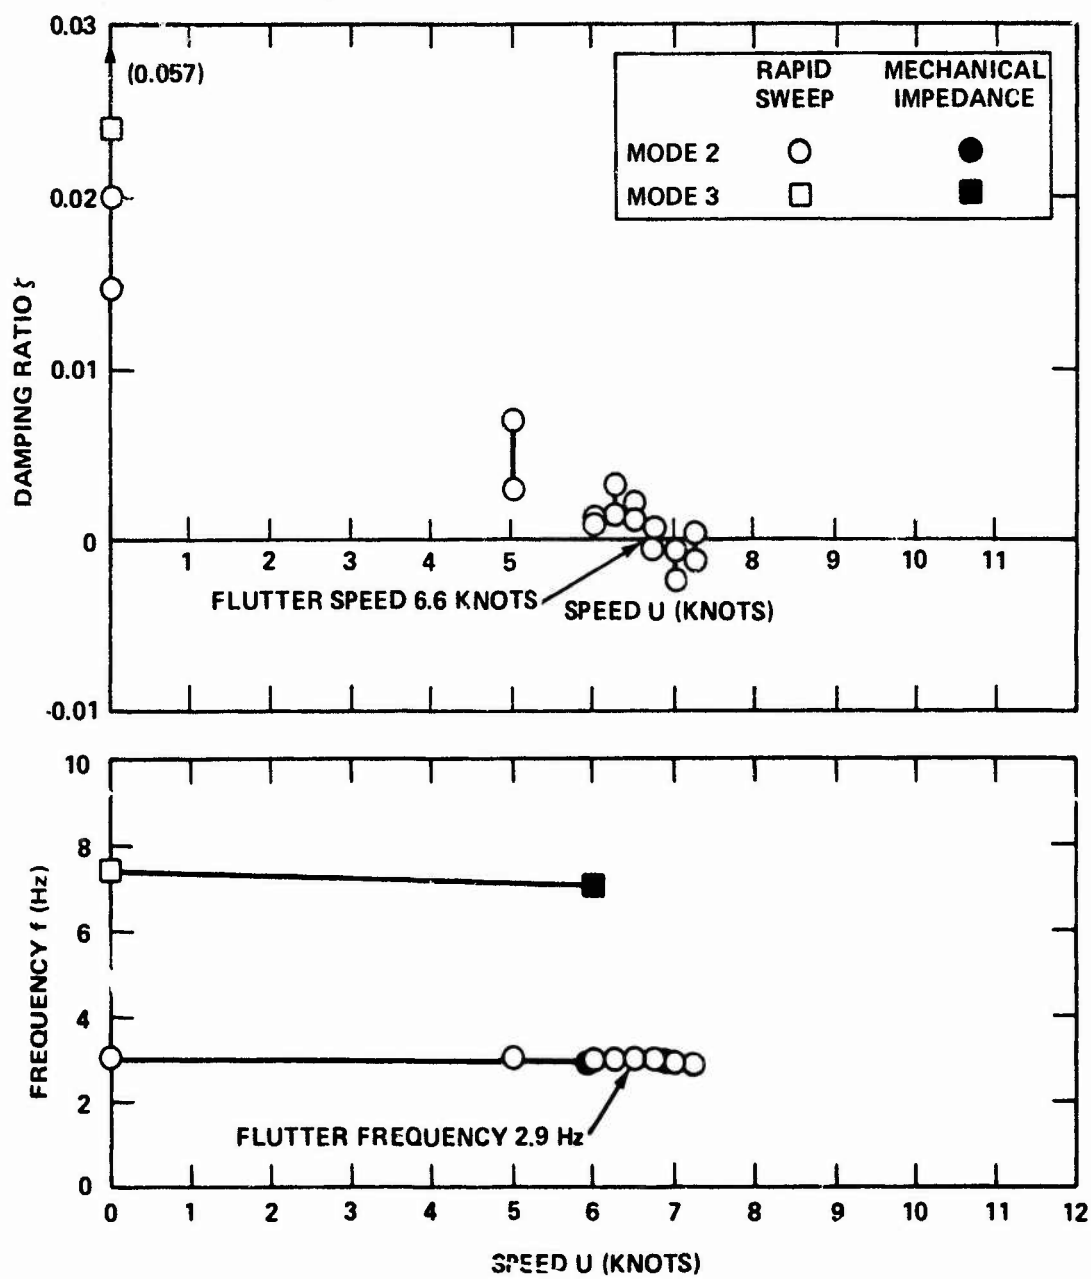 0.03
(0.057)
RAPID MECHANICAL
SWEEP IMPEDANCE
MODE 2
MODE 3
0.02
0.01
0
-0.01
DAMPING RATIO ζ
1 2 3 4 5 8 9 10 11
FLUTTER SPEED 6.6 KNOTS
SPEED U (KNOTS)
10
8
6
4
2
0
FREQUENCY f (Hz)
FLUTTER FREQUENCY 2.9 Hz
0 1 2 3 4 5 6 7 8 9 10 11 12
SPEED U (KNOTS)